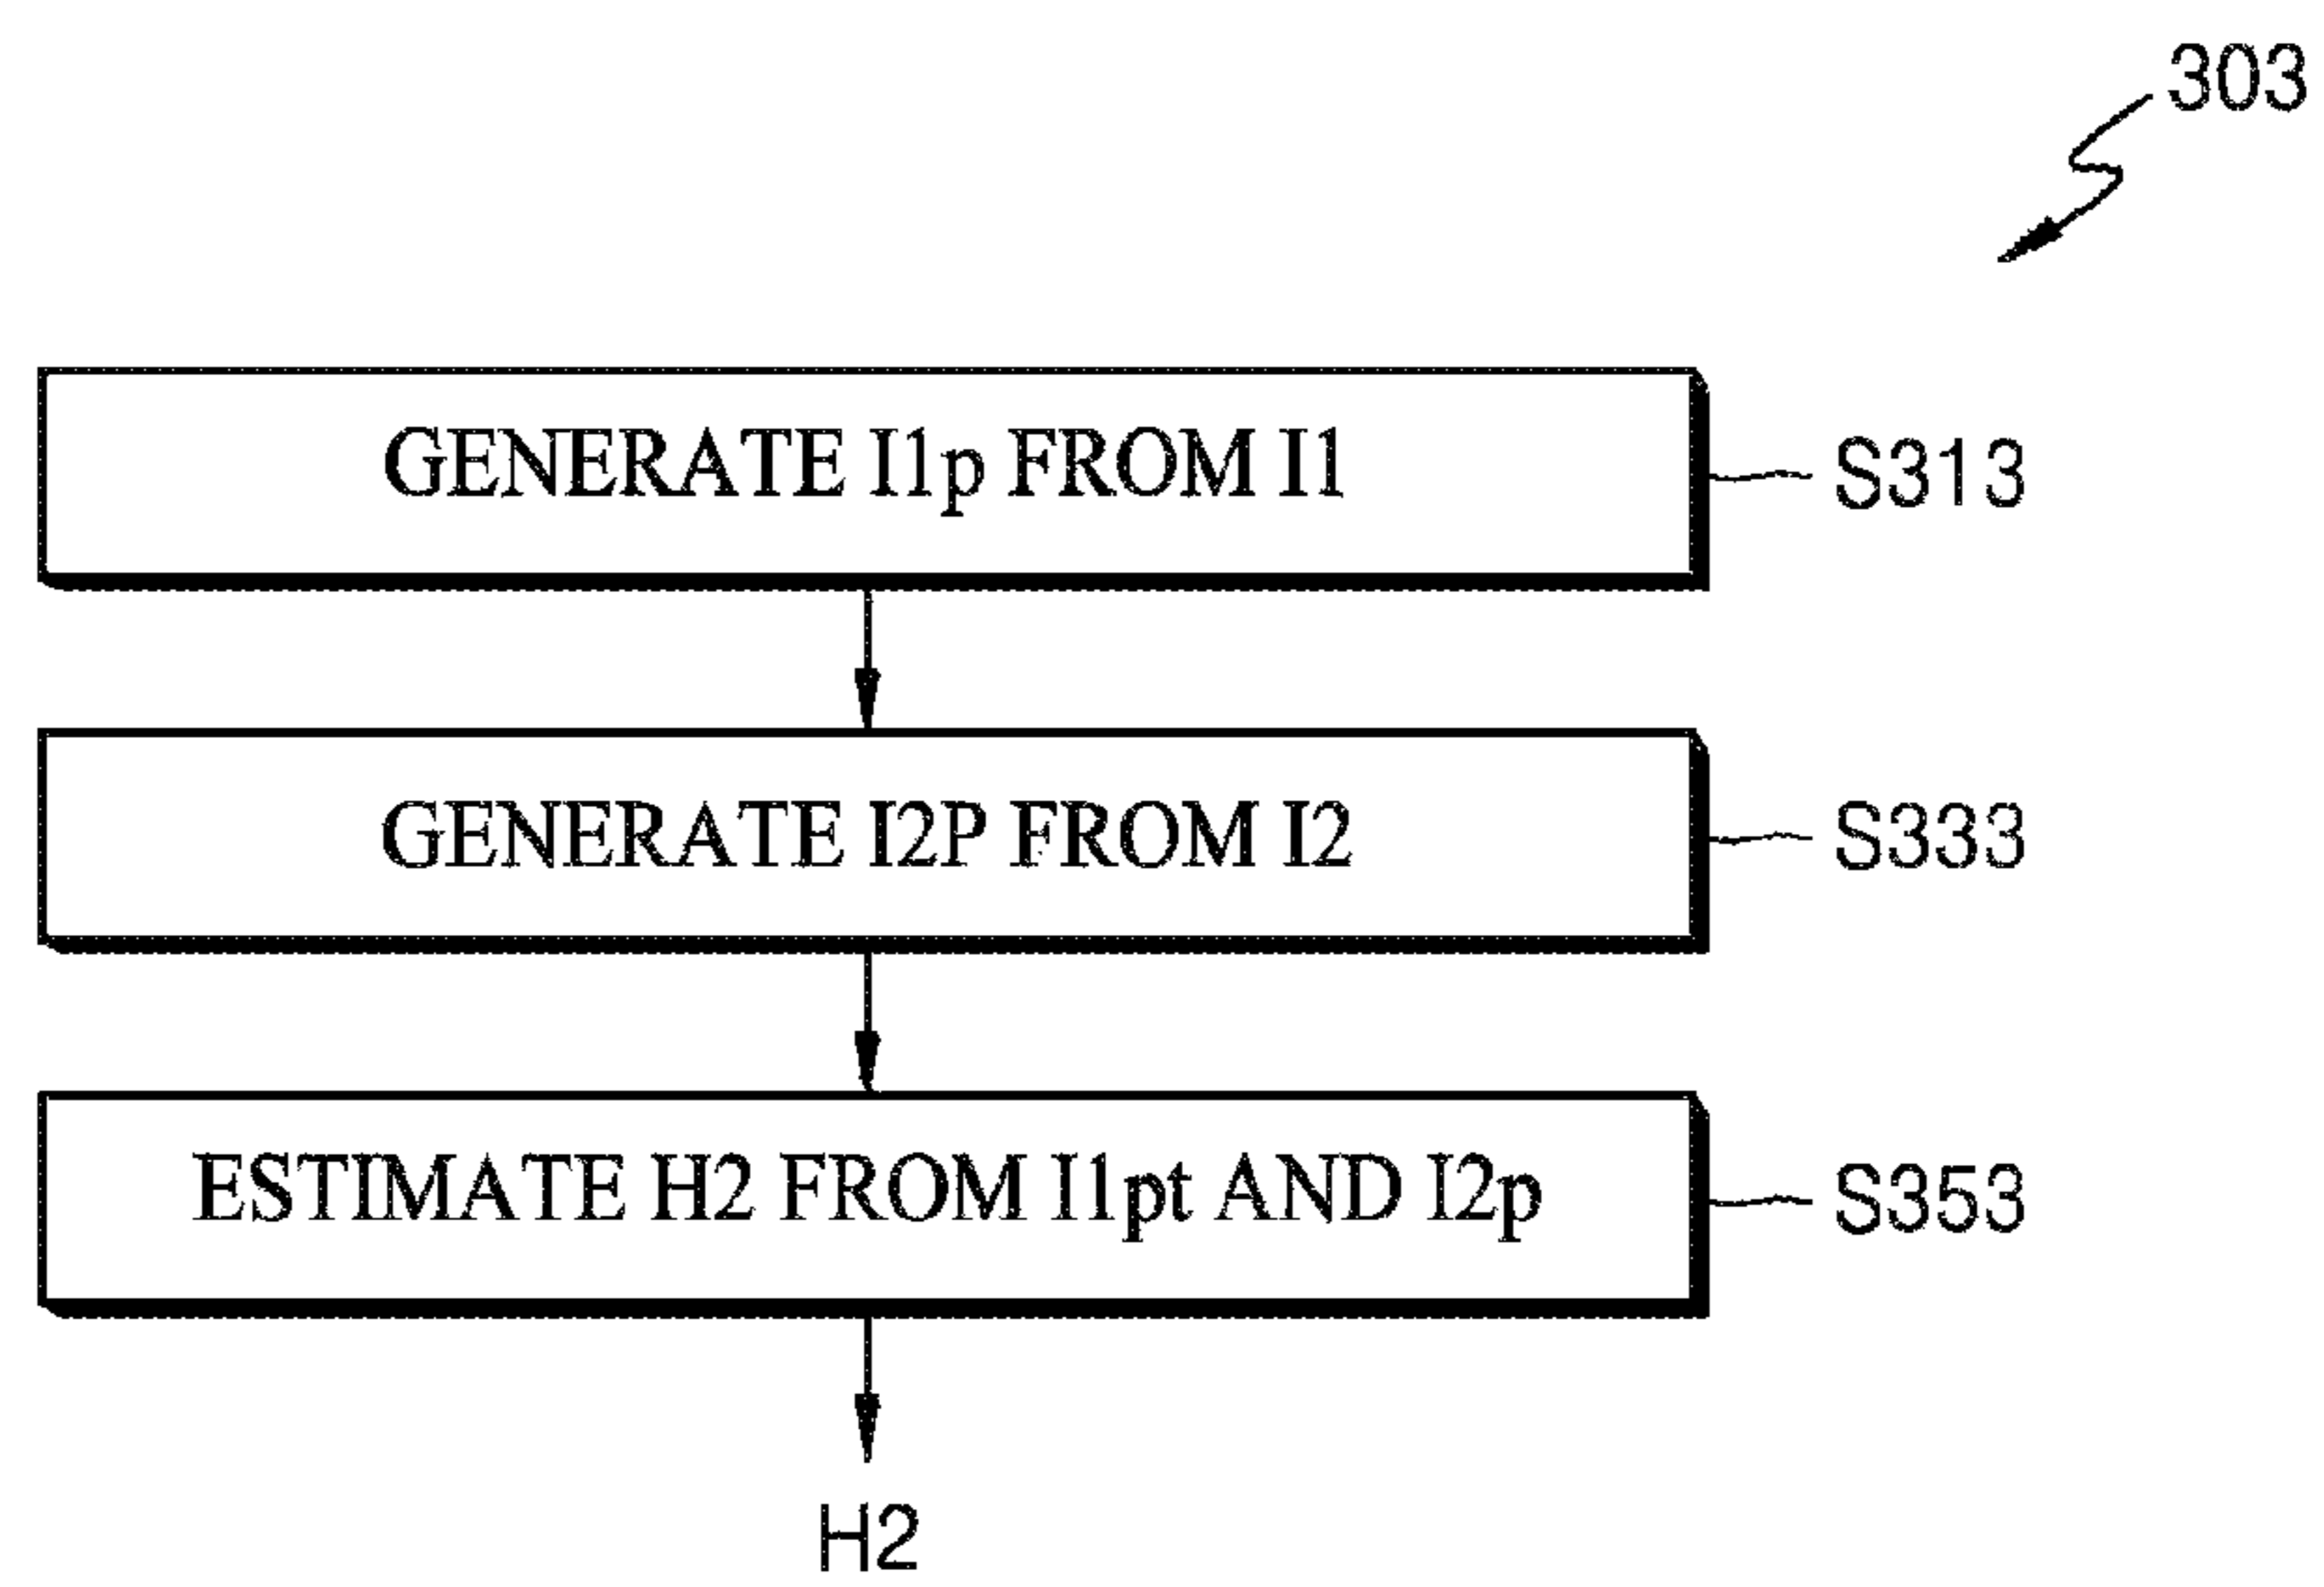 303
GENERATE I1p FROM I1
S313
GENERATE I2P FROM I2
S333
ESTIMATE H2 FROM I1pt AND I2p
S353
H2